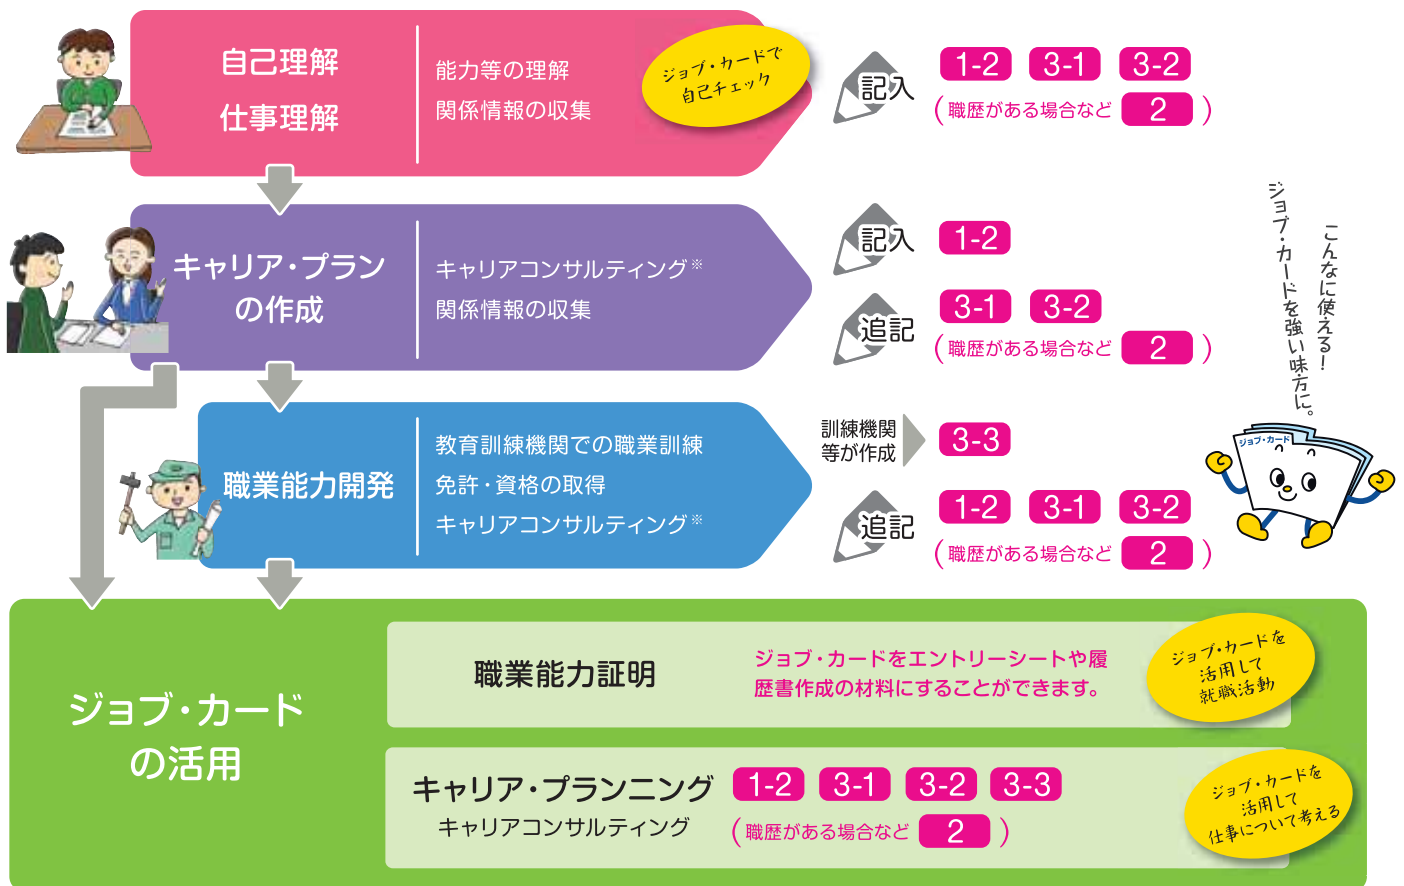 自己理解
仕事理解
能力等の理解
関係情報の収集
ジョブ・カードで
自己チェック
記入
1-2 3-1 3-2
(職歴がある場合など 2 )
キャリア・プラン
の作成
キャリアコンサルティング※
関係情報の収集
記入
1-2
追記
3-1 3-2
(職歴がある場合など 2 )
こんなに使える!
ジョブ・カードを強い味方に。
ジョブ・カード
職業能力開発
教育訓練機関での職業訓練
免許・資格の取得
キャリアコンサルティング※
訓練機関
等が作成
3-3
追記
1-2 3-1 3-2
(職歴がある場合など 2 )
ジョブ・カード
の活用
職業能力証明
ジョブ・カードをエントリーシートや履
歴書作成の材料にすることができます。
ジョブ・カードを
活用して
就職活動
キャリア・プランニング
キャリアコンサルティング
1-2 3-1 3-2 3-3
(職歴がある場合など 2 )
ジョブ・カードを
活用して
仕事について考える